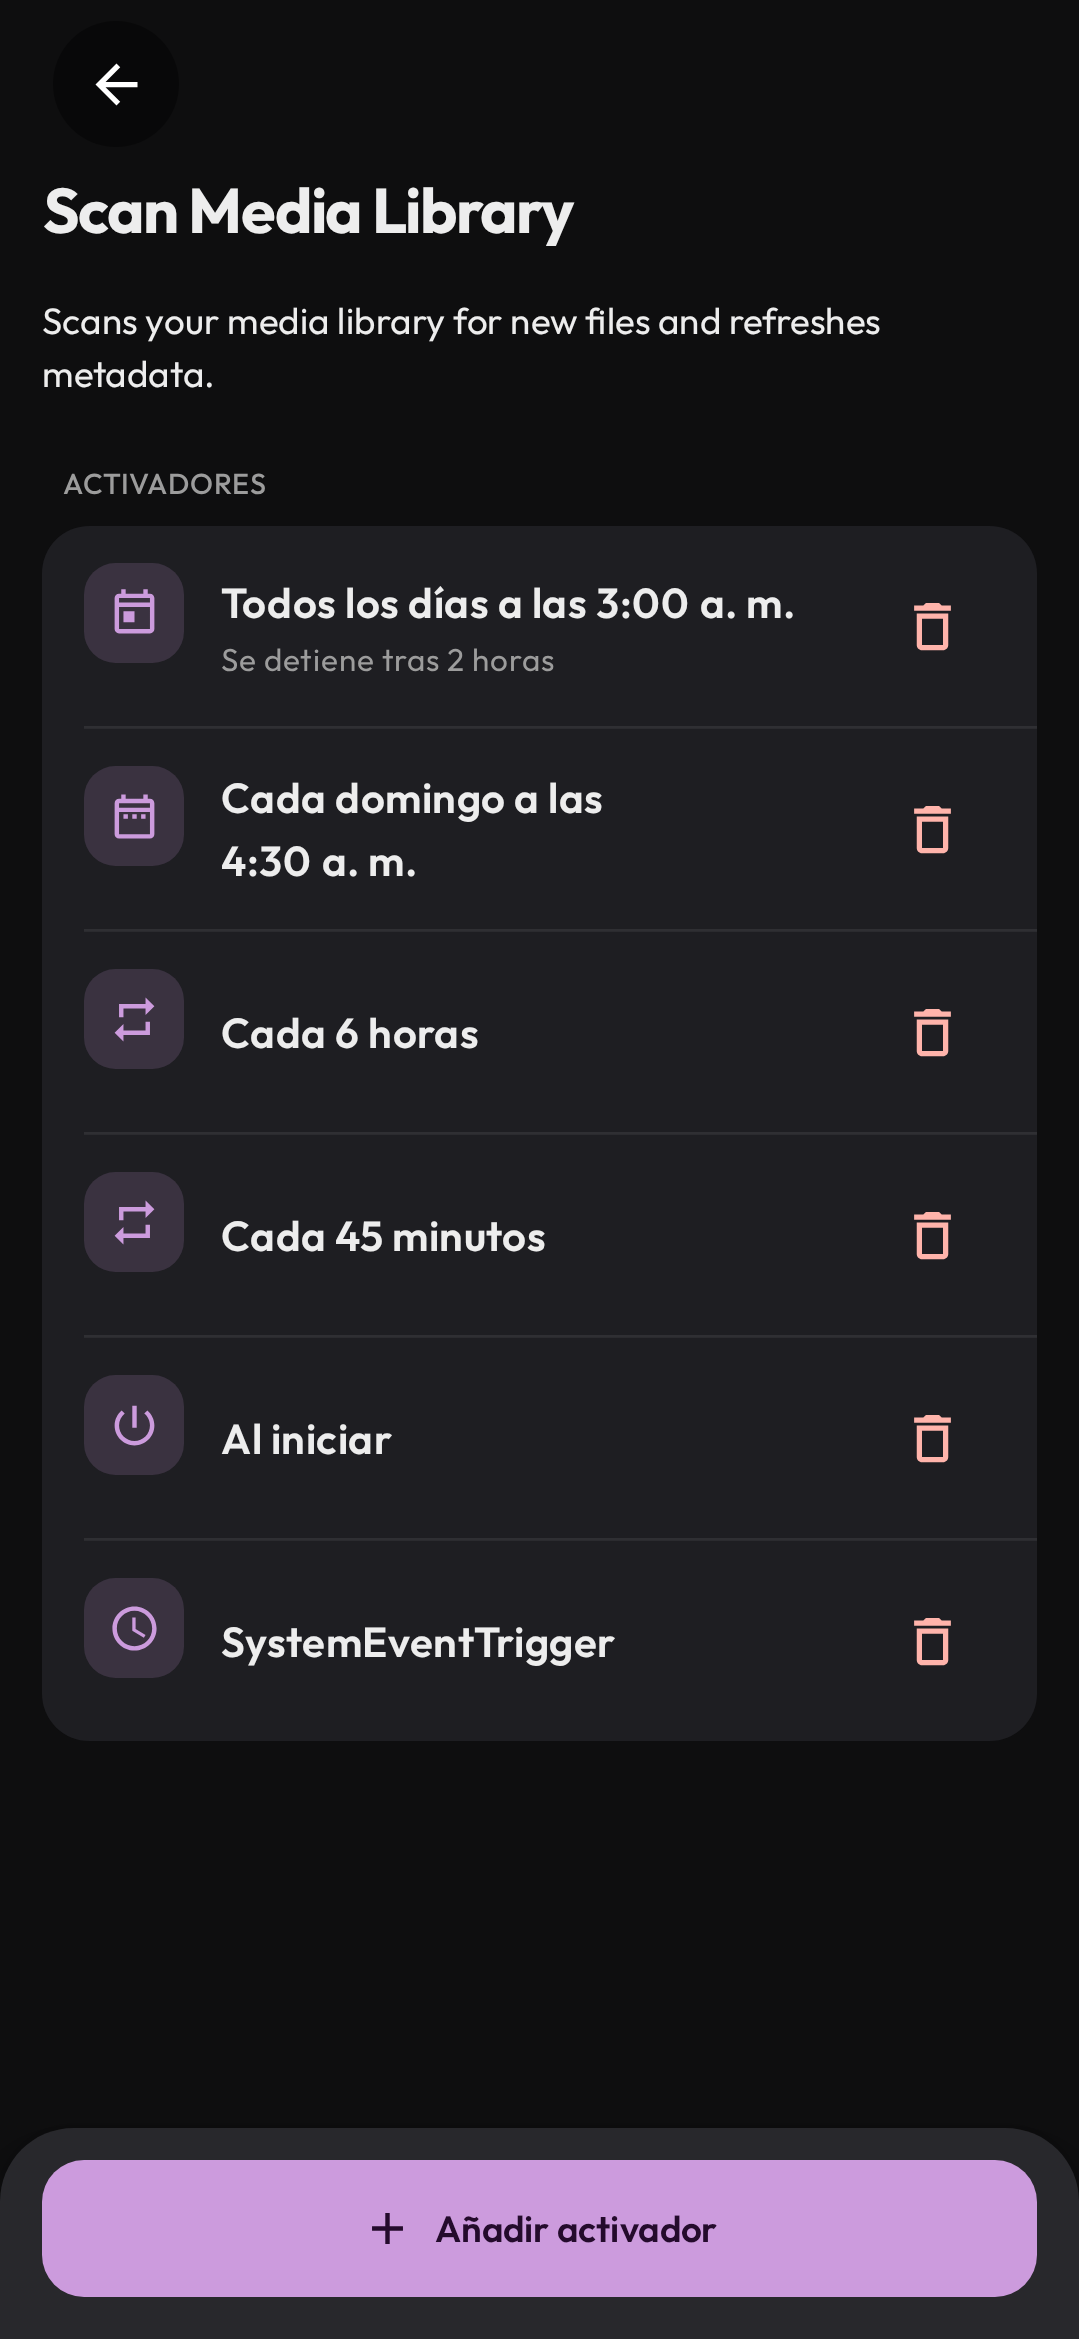 Scan Media Library
Scans your media library for new files and refreshes
metadata.
ACTIVADORES
Todos los días a las 3:00 a. m.
Se detiene tras 2 horas
Cada domingo a las
4:30 a. m.
Cada 6 horas
Cada 45 minutos
Al iniciar
SystemEventTrigger
Añadir activador